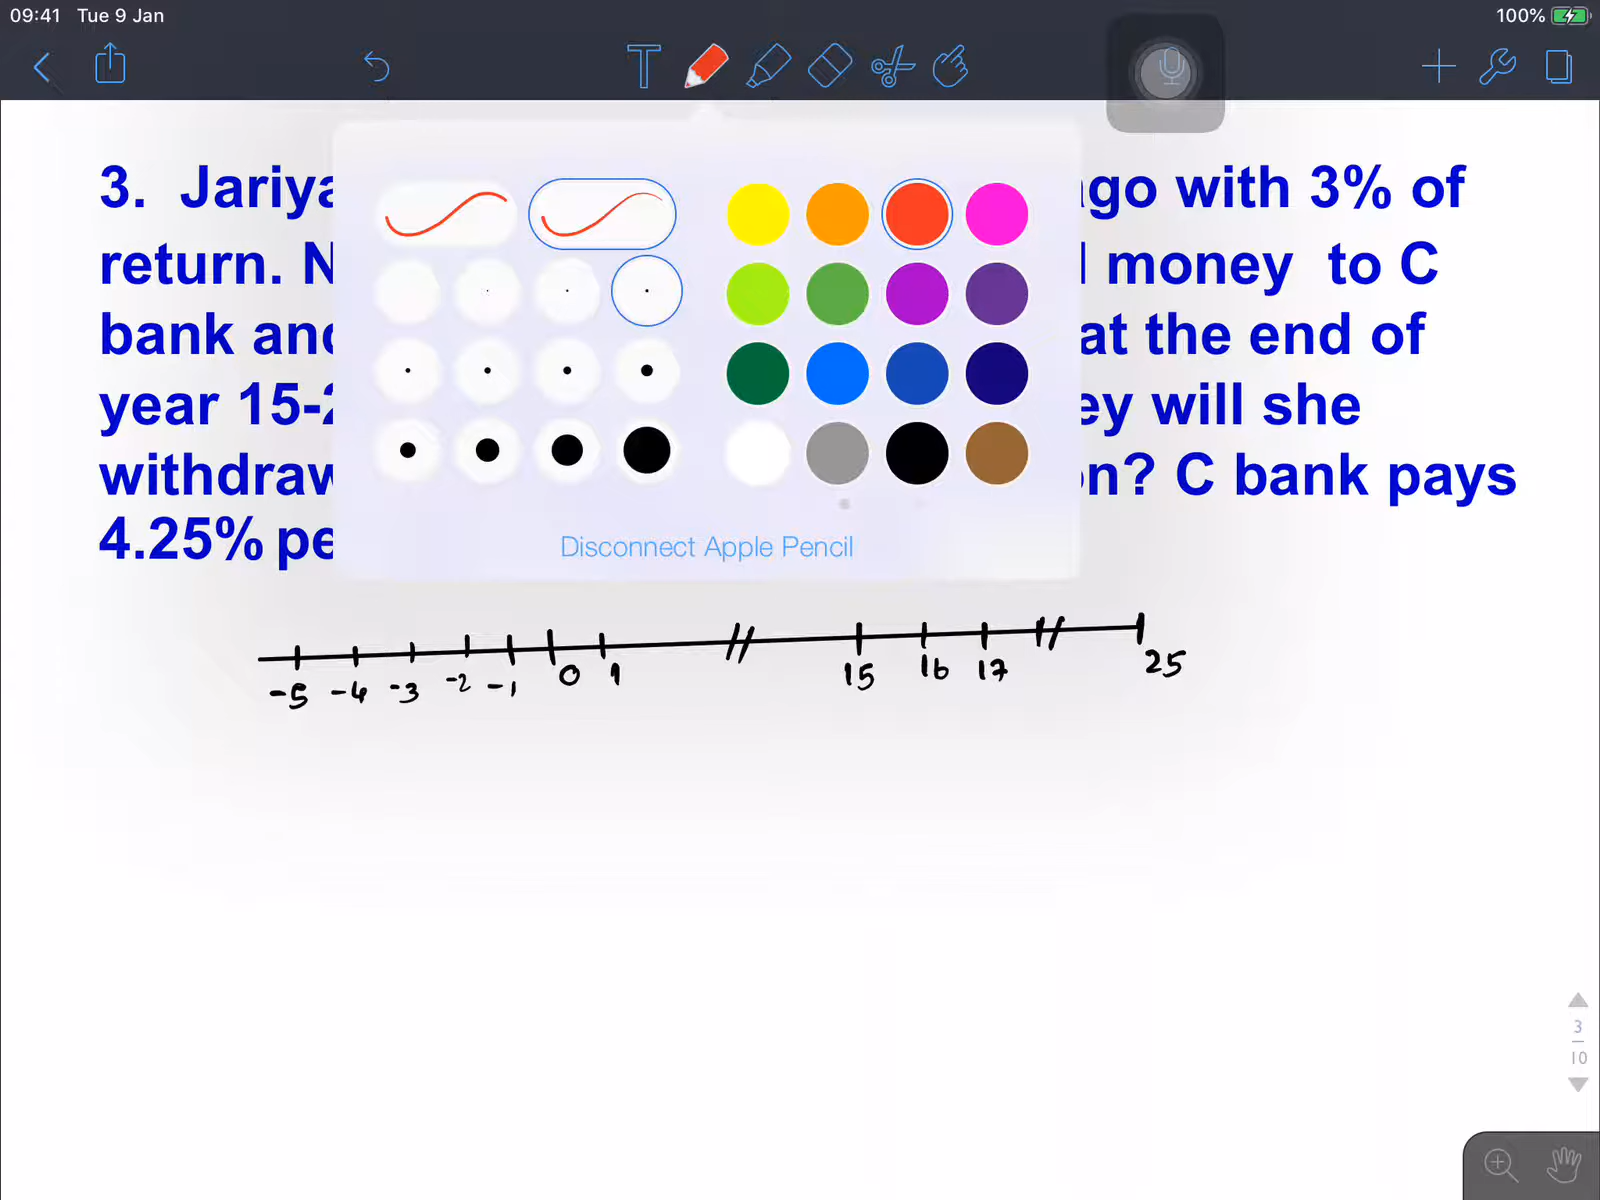 09:41 Tue 9 Jan 100%
3. Jariya go with 3% of
return. N money to C
bank and at the end of
year 15-2 ey will she
withdraw n? C bank pays
4.25% pe
Disconnect Apple Pencil
-5 -4 -3 -2 -1 0 1 15 16 17 25
3
10